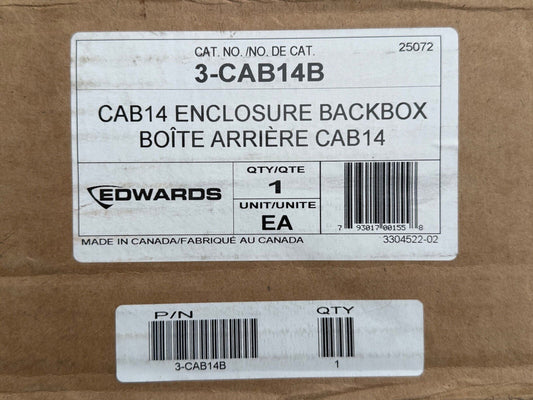 CAT. NO. /NO. DE CAT. 25072
3-CAB14B
CAB14 ENCLOSURE BACKBOX
BOÎTE ARRIÈRE CAB14
EDWARDS
QTY/QTE
1
UNIT/UNITE
EA
7 93017 00155 8
MADE IN CANADA/FABRIQUÉ AU CANADA 3304522-02
P/N QTY
3-CAB14B 1